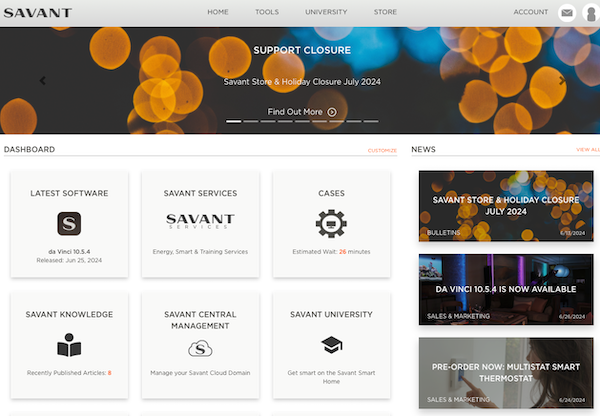 SAVANT
HOME TOOLS UNIVERSITY STORE ACCOUNT
SUPPORT CLOSURE
Savant Store & Holiday Closure July 2024
Find Out More
DASHBOARD
CUSTOMIZE
LATEST SOFTWARE
S
da Vinci 10.5.4
Released: Jun 25, 2024
SAVANT SERVICES
SAVANT
SERVICES
Energy, Smart & Training Services
CASES
Estimated Wait: 26 minutes
SAVANT KNOWLEDGE
Recently Published Articles: 8
SAVANT CENTRAL
MANAGEMENT
S
Manage your Savant Cloud Domain
SAVANT UNIVERSITY
Get smart on the Savant Smart
Home
NEWS
VIEW ALL
SAVANT STORE & HOLIDAY CLOSURE
JULY 2024
BULLETINS 6/13/2024
DA VINCI 10.5.4 IS NOW AVAILABLE
SALES & MARKETING 6/26/2024
PRE-ORDER NOW: MULTISTAT SMART
THERMOSTAT
SALES & MARKETING 6/24/2024